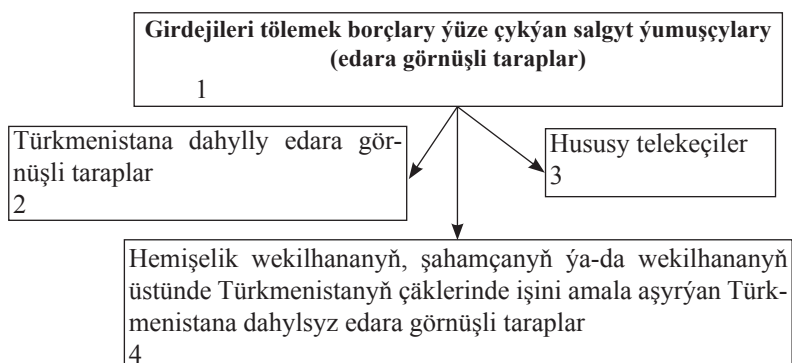 Girdejileri tölemek borçlary ýüze çykýan salgyt ýumuşçylary
(edara görnüşli taraplar)
1
Türkmenistana dahylly edara gör-
nüşli taraplar
2
Hususy telekeçiler
3
Hemişelik wekilhananyň, şahamçanyň ýa-da wekilhananyň
üstünde Türkmenistanyň çäklerinde işini amala aşyrýan Türk-
menistana dahylsyz edara görnüşli taraplar
4